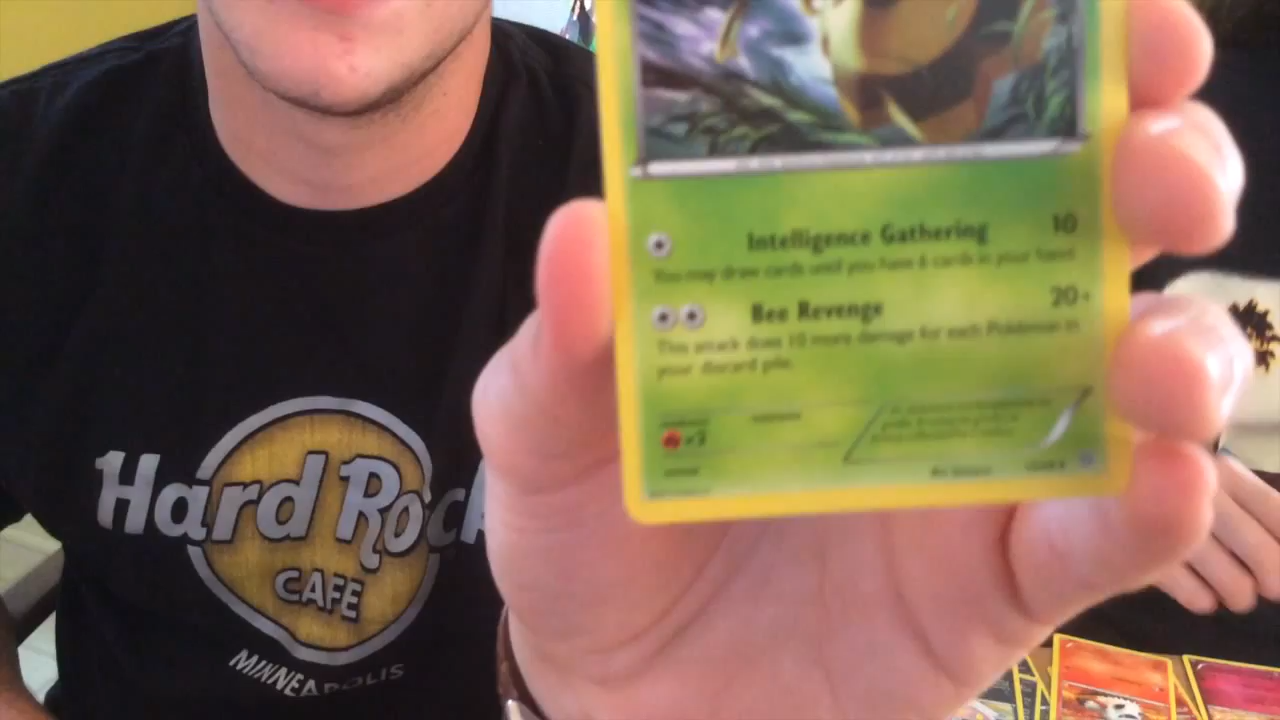 Intelligence Gathering 10
You may draw cards until you have 6 cards in your hand.
Bee Revenge 20+
This attack does 10 more damage for each Pokémon in
your discard pile.
×2
Hard Rock
CAFE
MINNEAPOLIS